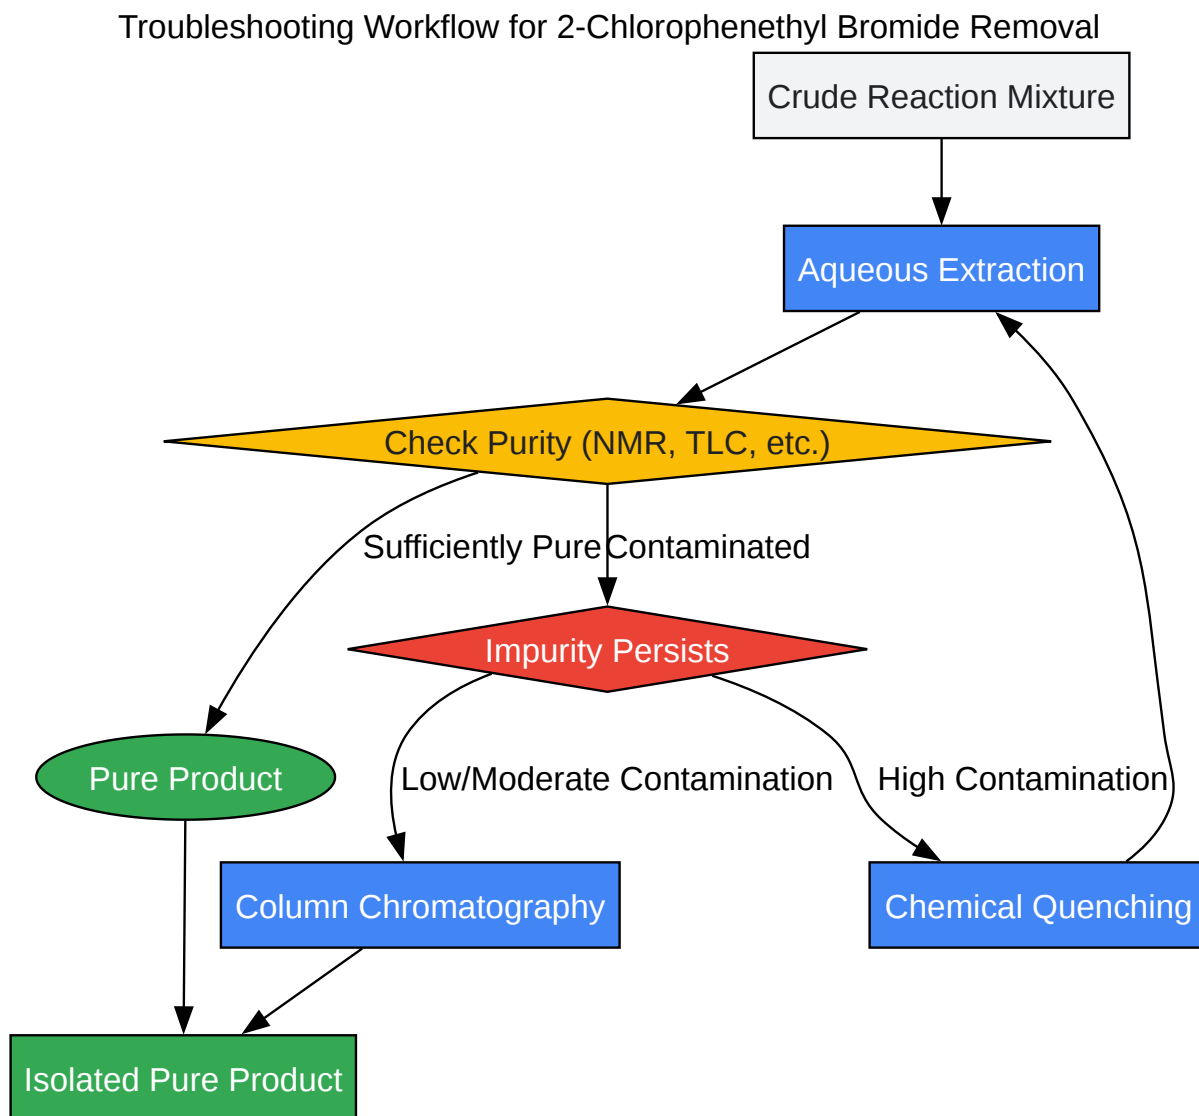 Troubleshooting Workflow for 2-Chlorophenethyl Bromide Removal
Crude Reaction Mixture
Aqueous Extraction
Check Purity (NMR, TLC, etc.)
Sufficiently Pure
Contaminated
Impurity Persists
Pure Product
Low/Moderate Contamination
High Contamination
Column Chromatography
Chemical Quenching
Isolated Pure Product